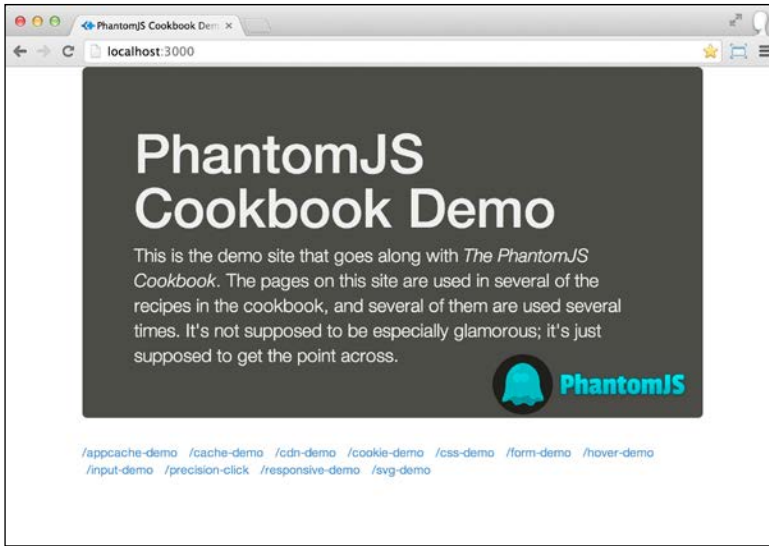 PhantomJS Cookbook Dem
localhost:3000
PhantomJS
Cookbook Demo
This is the demo site that goes along with The PhantomJS
Cookbook. The pages on this site are used in several of the
recipes in the cookbook, and several of them are used several
times. It's not supposed to be especially glamorous; it's just
supposed to get the point across.
PhantomJS
/appcache-demo /cache-demo /cdn-demo /cookie-demo /css-demo /form-demo /hover-demo
/input-demo /precision-click /responsive-demo /svg-demo